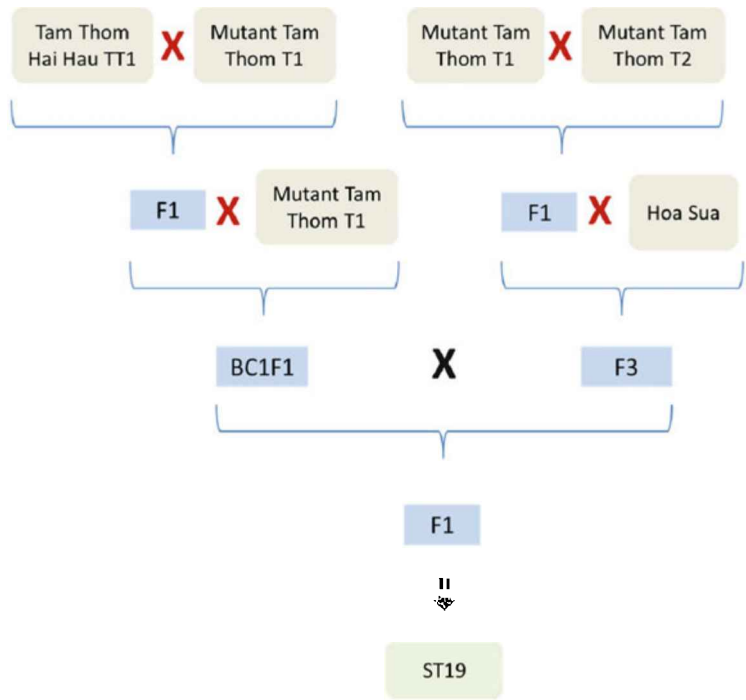 Tam Thom
Hai Hau TT1
X
Mutant Tam
Thom T1
Mutant Tam
Thom T1
X
Mutant Tam
Thom T2
F1
X
Mutant Tam
Thom T1
F1
X
Hoa Sua
BC1F1
X
F3
F1
ST19